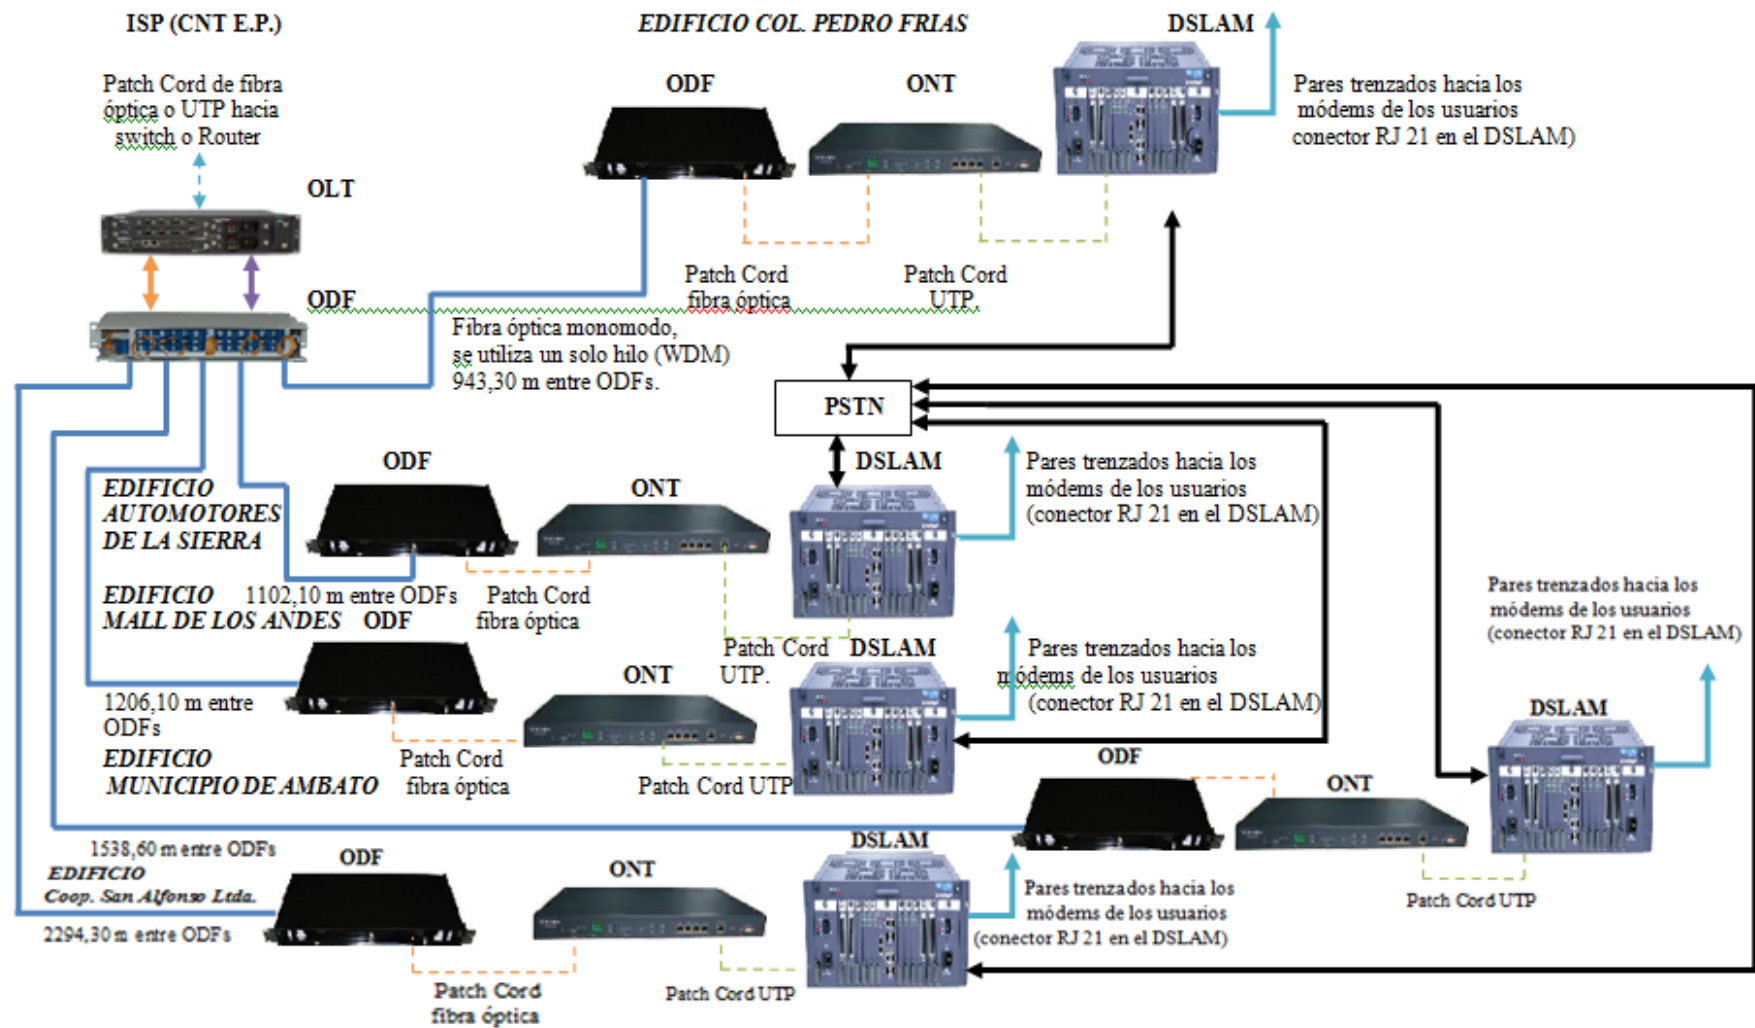 ISP (CNT E.P.)
EDIFICIO COL. PEDRO FRIAS
DSLAM
Patch Cord de fibra
óptica o UTP hacia
switch o Router
ODF
ONT
Pares trenzados hacia los
módems de los usuarios
conector RJ 21 en el DSLAM)
OLT
ODF
Patch Cord
fibra óptica
Patch Cord
UTP.
Fibra óptica monomodo,
se utiliza un solo hilo (WDM)
943,30 m entre ODFs.
PSTN
EDIFICIO
AUTOMOTORES
DE LA SIERRA
ODF
ONT
DSLAM
Pares trenzados hacia los
módems de los usuarios
(conector RJ 21 en el DSLAM)
1102,10 m entre ODFs
Patch Cord
fibra óptica
Patch Cord
UTP.
EDIFICIO
MALL DE LOS ANDES
ODF
ONT
DSLAM
Pares trenzados hacia los
módems de los usuarios
(conector RJ 21 en el DSLAM)
1206,10 m entre
ODFs
Patch Cord
fibra óptica
Patch Cord UTP
EDIFICIO
MUNICIPIO DE AMBATO
ODF
ONT
DSLAM
Pares trenzados hacia los
módems de los usuarios
(conector RJ 21 en el DSLAM)
Patch Cord UTP
1538,60 m entre ODFs
EDIFICIO
Coop. San Alfonso Ltda.
2294,30 m entre ODFs
ODF
ONT
DSLAM
Pares trenzados hacia los
módems de los usuarios
(conector RJ 21 en el DSLAM)
Patch Cord
fibra óptica
Patch Cord UTP